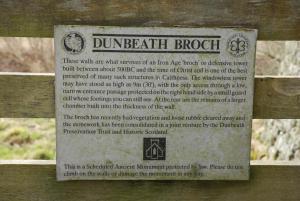 DUNBEATH BROCH
These walls are what survives of an Iron Age 'broch' or defensive tower
built between about 500BC and the time of Christ and is one of the best
preserved of many such structures in Caithness. The windowless tower
may have stood as high as 9m (30'), with the only access through a low,
narrow entrance passage protected on the right hand side by a small guard
cell whose footings you can still see. At the rear are the remains of a larger
chamber built into the thickness of the wall.
The broch has recently had vegetation and loose rubble cleared away and
the stonework has been consolidated in a joint venture by the Dunbeath
Preservation Trust and Historic Scotland.
This is a Scheduled Ancient Monument protected by law. Please do not
climb on the walls or damage the monument in any way.